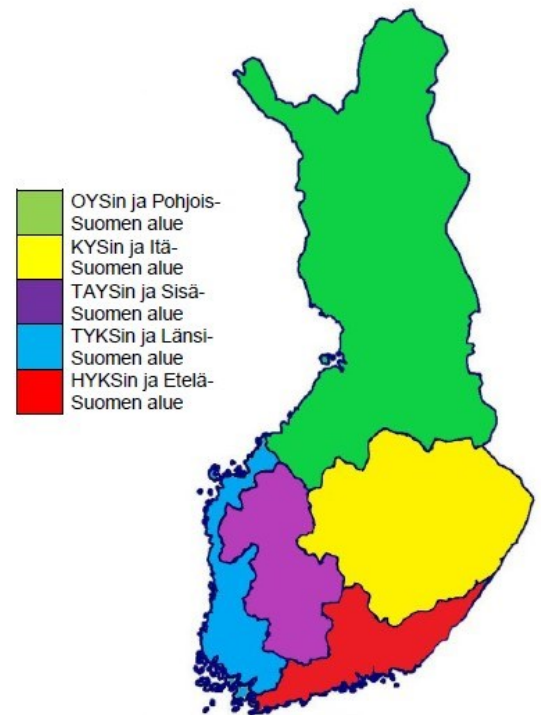 OYSin ja Pohjois-
Suomen alue
KYSin ja Itä-
Suomen alue
TAYSin ja Sisä-
Suomen alue
TYKSin ja Länsi-
Suomen alue
HYKSin ja Etelä-
Suomen alue